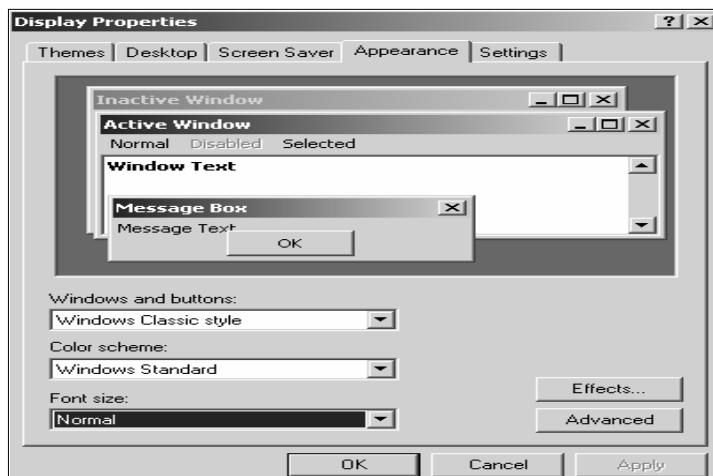 Display Properties
Themes Desktop Screen Saver Appearance Settings
Inactive Window
Active Window
Normal Disabled Selected
Window Text
Message Box
Message Text
OK
Windows and buttons:
Windows Classic style
Color scheme:
Windows Standard
Effects...
Font size:
Normal
Advanced
OK Cancel Apply